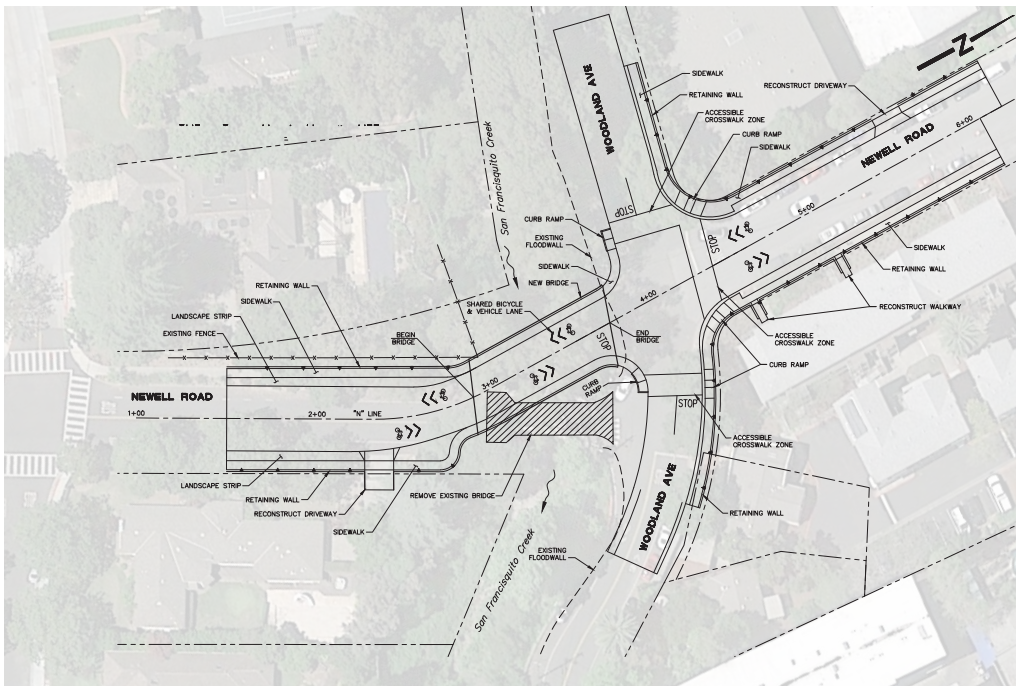 Z
WOODLAND AVE
SIDEWALK
RETAINING WALL
RECONSTRUCT DRIVEWAY
ACCESSIBLE
CROSSWALK ZONE
CURB RAMP
SIDEWALK
NEWELL ROAD
6+00
5+00
San Francisquito Creek
STOP
STOP
CURB RAMP
EXISTING
FLOODWALL
SIDEWALK
NEW BRIDGE
SIDEWALK
RETAINING WALL
RECONSTRUCT WALKWAY
RETAINING WALL
SIDEWALK
LANDSCAPE STRIP
EXISTING FENCE
SHARED BICYCLE
& VEHICLE LANE
4+00
BEGIN
BRIDGE
STOP
END
BRIDGE
ACCESSIBLE
CROSSWALK ZONE
CURB RAMP
3+00
CURB
RAMP
NEWELL ROAD
1+00
2+00
"N" LINE
STOP
ACCESSIBLE
CROSSWALK ZONE
LANDSCAPE STRIP
RETAINING WALL
RECONSTRUCT DRIVEWAY
SIDEWALK
REMOVE EXISTING BRIDGE
WOODLAND AVE
RETAINING WALL
EXISTING
FLOODWALL
San Francisquito Creek